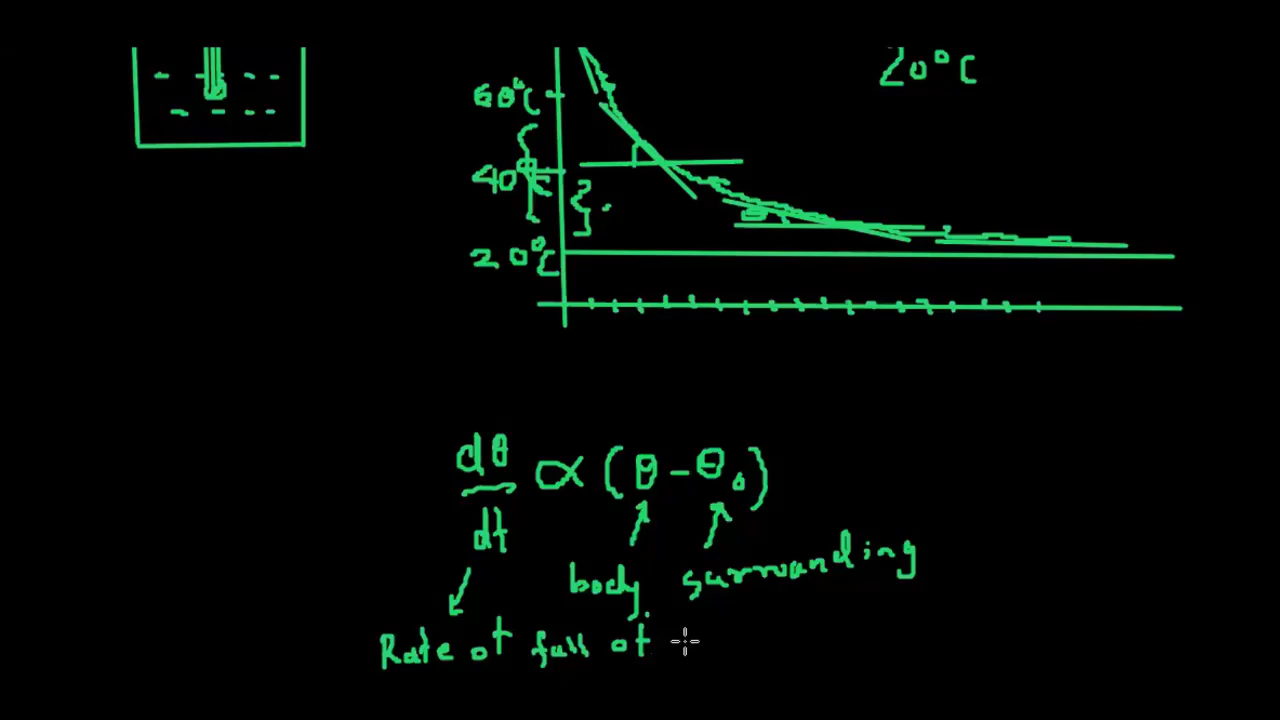 20°C
60°C
40°C
20°C
dθ/dt ∝ (θ - θ₀)
body. surrounding
Rate of fall of